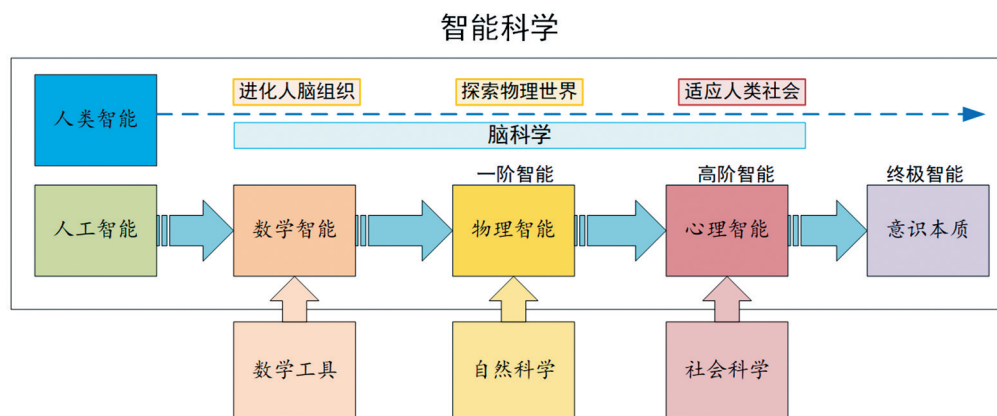 智能科学
人类智能
进化人脑组织
探索物理世界
适应人类社会
脑科学
一阶智能
高阶智能
终极智能
人工智能
数学智能
物理智能
心理智能
意识本质
数学工具
自然科学
社会科学